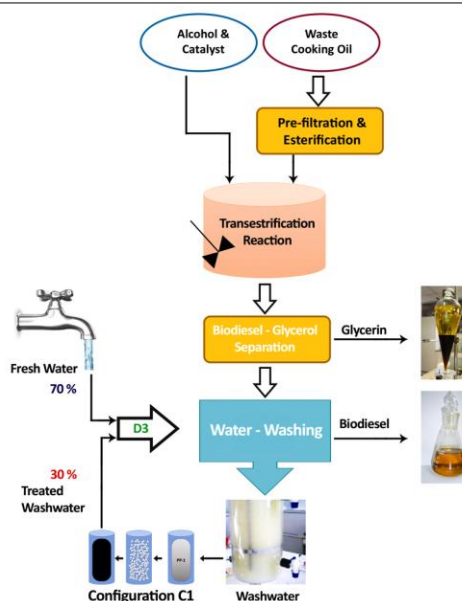 Alcohol &
Catalyst
Waste
Cooking Oil
Pre-filtration &
Esterification
Transestrification
Reaction
Biodiesel - Glycerol
Separation
Glycerin
Fresh Water
70 %
D3
Water - Washing
Biodiesel
30 %
Treated
Washwater
Configuration C1
Washwater